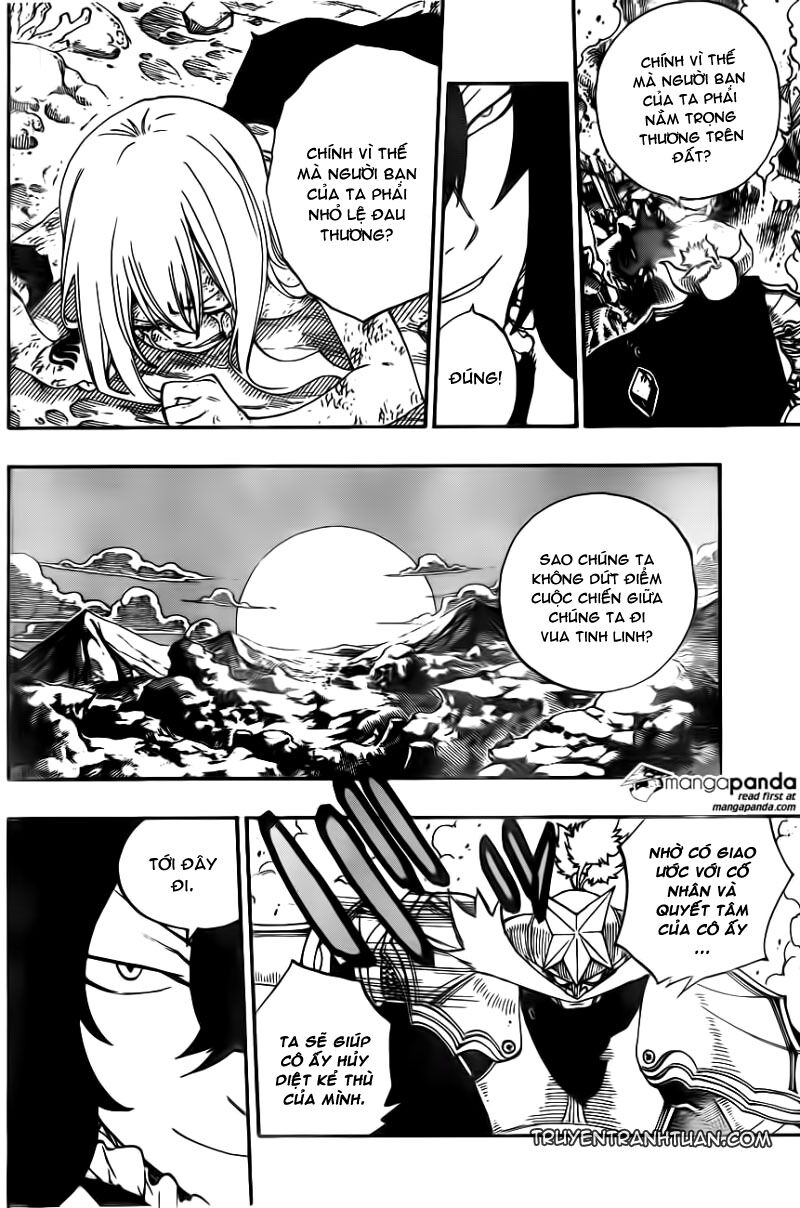 CHÍNH VÌ THẾ
MÀ NGƯỜI BẠN
CỦA TA PHẢI
NẰM TRỌNG
THƯƠNG TRÊN
ĐẤT?
ĐÚNG!
CHÍNH VÌ THẾ
MÀ NGƯỜI BẠN
CỦA TA PHẢI
NHỎ LỆ ĐAU
THƯƠNG?
SAO CHÚNG TA
KHÔNG DỨT ĐIỂM
CUỘC CHIẾN GIỮA
CHÚNG TA ĐI
VUA TINH LINH?
mangapanda
read first at
mangapanda.com
NHỜ CÓ GIAO
ƯỚC VỚI CỐ
NHÂN VÀ
QUYẾT TÂM
CỦA CÔ ẤY
...
TA SẼ GIÚP
CÔ ẤY HỦY
DIỆT KẺ THÙ
CỦA MÌNH.
TỚI ĐÂY
ĐI.
TRUYENTRANHTUAN.COM